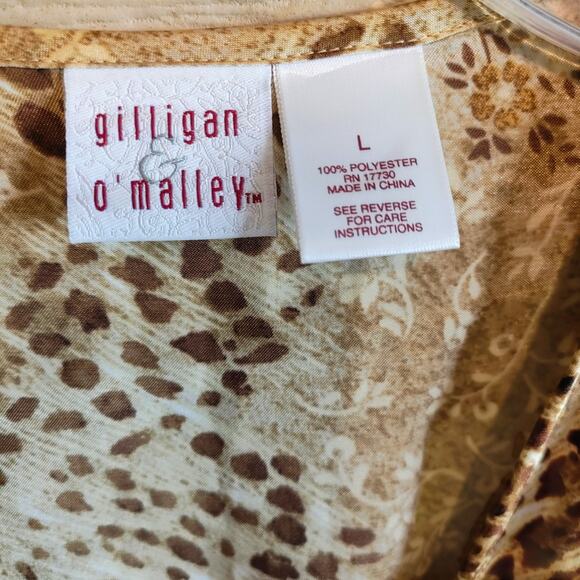 gilligan
&
o'malley™
L
100% POLYESTER
RN 17730
MADE IN CHINA
SEE REVERSE
FOR CARE
INSTRUCTIONS